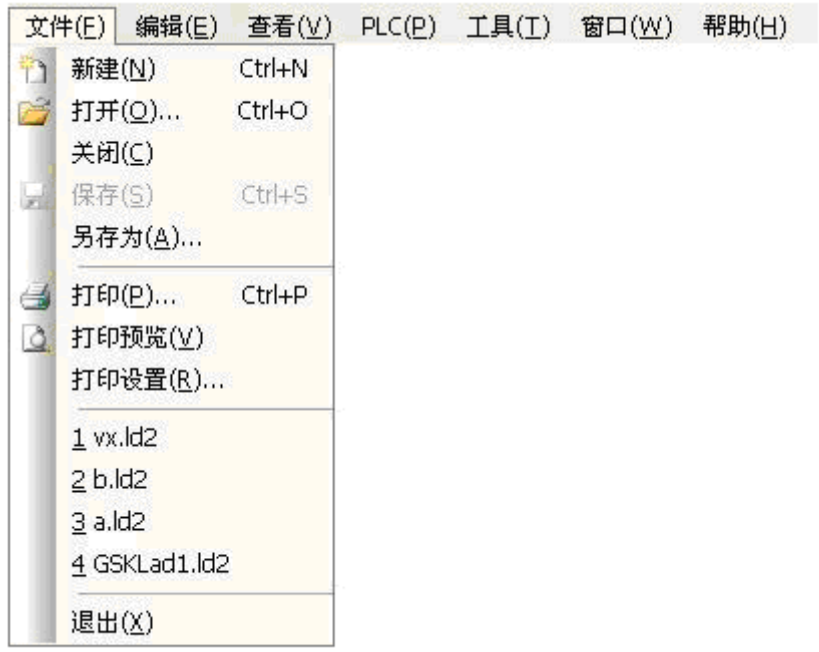 文件(F) 编辑(E) 查看(V) PLC(P) 工具(T) 窗口(W) 帮助(H)
新建(N) Ctrl+N
打开(O)... Ctrl+O
关闭(C)
保存(S) Ctrl+S
另存为(A)...
打印(P)... Ctrl+P
打印预览(V)
打印设置(R)...
1 vx.ld2
2 b.ld2
3 a.ld2
4 GSKLad1.ld2
退出(X)